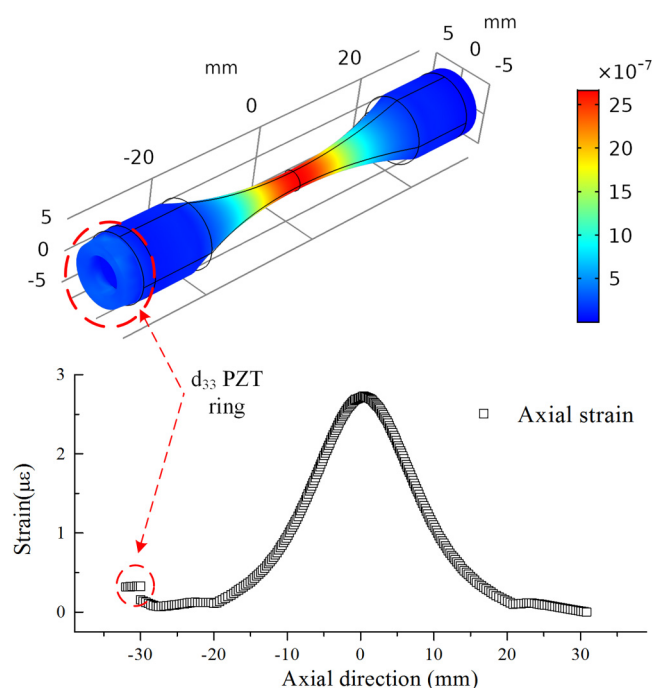 mm
5
0
-5
20
mm
0
-20
5
0
-5
×10⁻⁷
25
20
15
10
5
d₃₃ PZT
ring
3
2
1
0
Strain(με)
□ Axial strain
-30 -20 -10 0 10 20 30
Axial direction (mm)